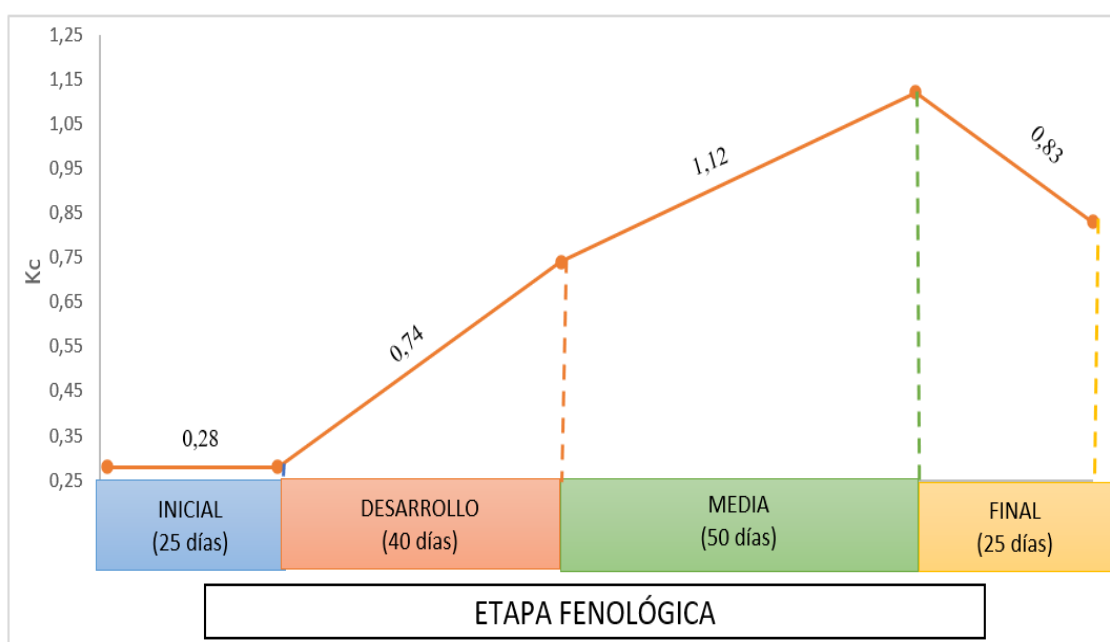 1,25
1,15
1,05
0,95
0,85
0,75
0,65
0,55
0,45
0,35
0,25
Kc
0,28
0,74
1,12
0,83
INICIAL
(25 días)
DESARROLLO
(40 días)
MEDIA
(50 días)
FINAL
(25 días)
ETAPA FENOLÓGICA